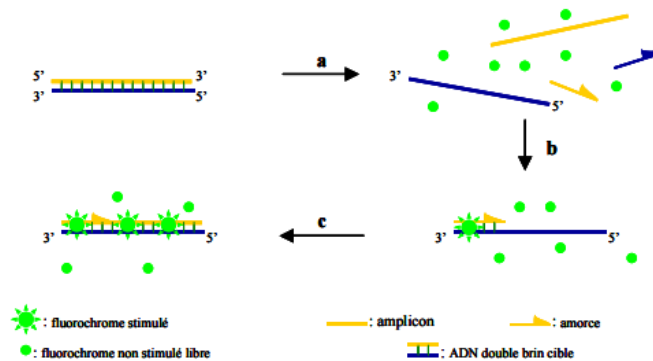 5' 3'
3' 5'
a
3'
5'
b
3' 5'
c
3' 5'
: fluorochrome stimulé
: fluorochrome non stimulé libre
: amplicon
: amorce
: ADN double brin cible